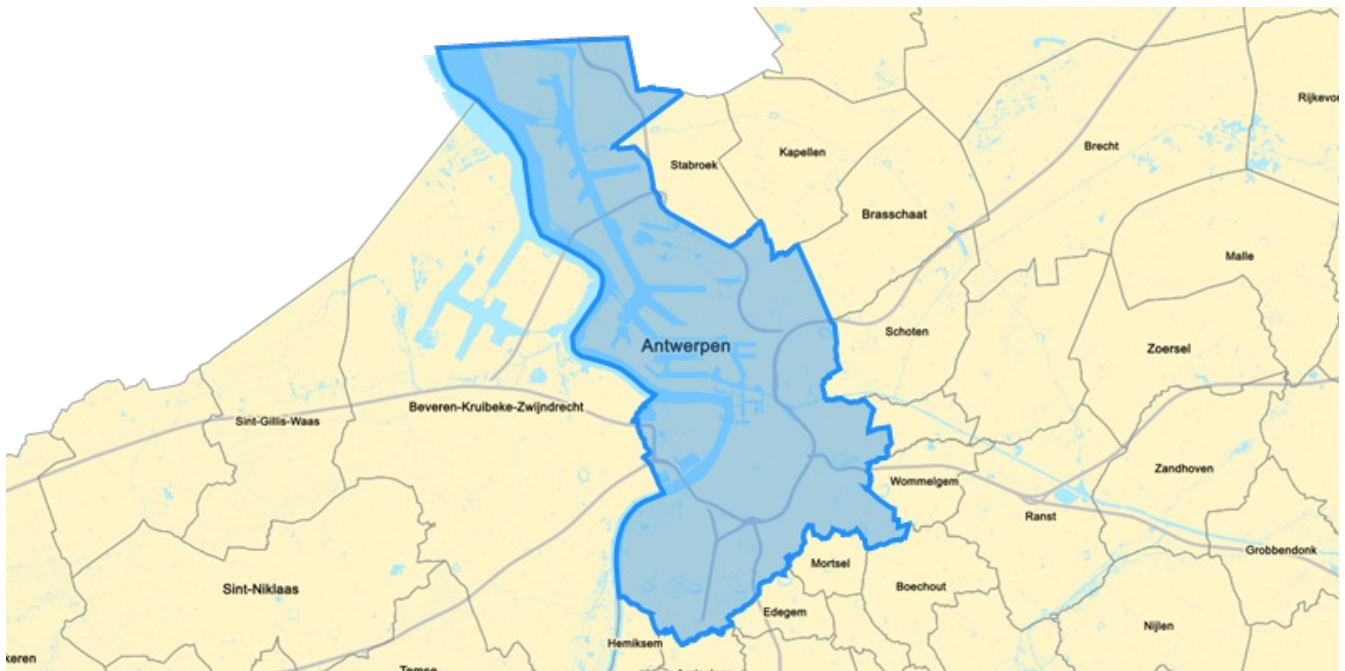 Rijkevor
Brecht
Kapellen
Stabroek
Brasschaat
Malle
Schoten
Antwerpen
Zoersel
Beveren-Kruibeke-Zwijndrecht
Sint-Gillis-Waas
Zandhoven
Wommelgem
Ranst
Grobbendonk
Mortsel
Boechout
Sint-Niklaas
Edegem
Nijlen
Hemiksem
keren